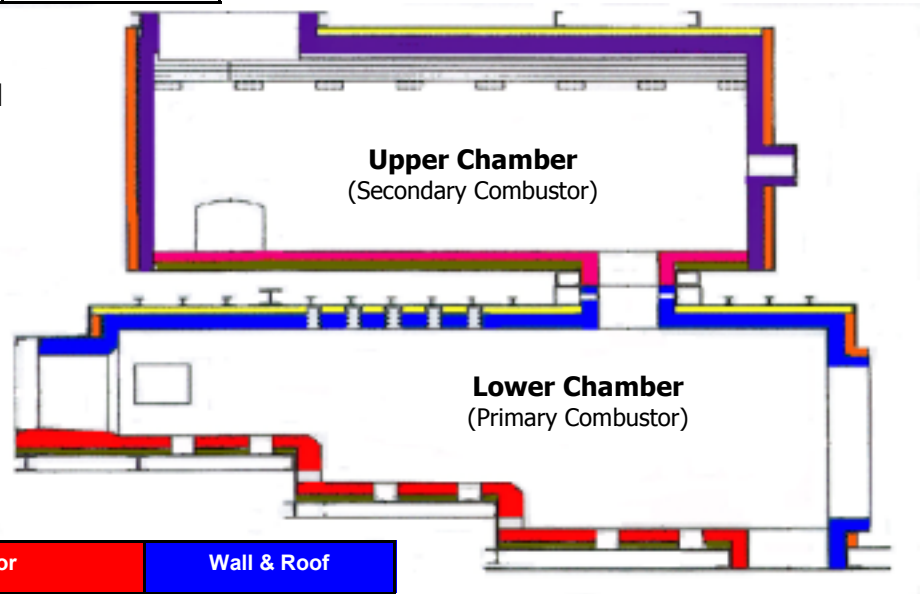 Upper Chamber
(Secondary Combustor)
Lower Chamber
(Primary Combustor)
Wall & Roof